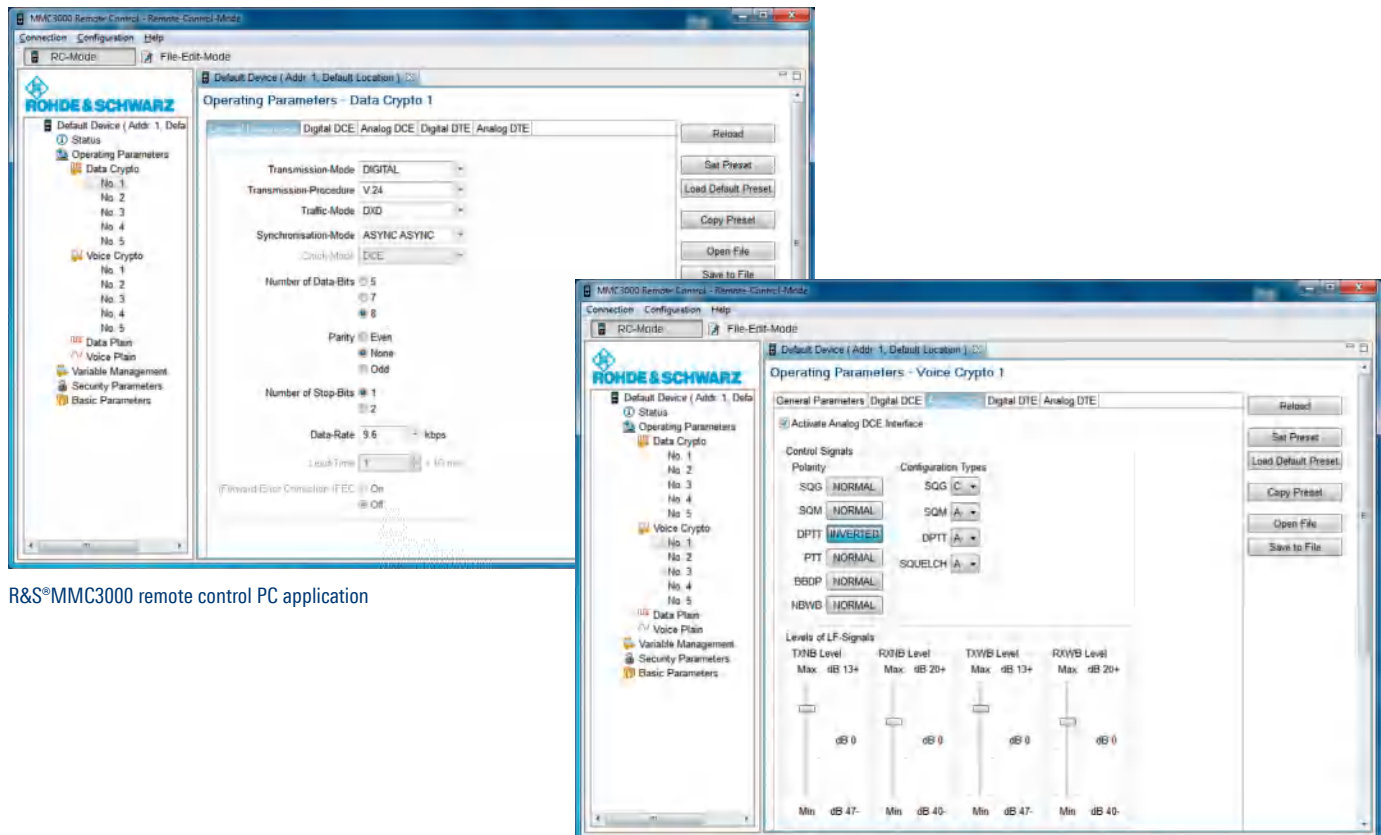 MMC3000 Remote Control - Remote-Control-Mode
Connection Configuration Help
RC-Mode File-Edit-Mode
ROHDE & SCHWARZ
Default Device ( Addr. 1, Defa
Status
Operating Parameters
Data Crypto
No. 1
No. 2
No. 3
No. 4
No. 5
Voice Crypto
No. 1
No. 2
No. 3
No. 4
No. 5
Data Plain
Voice Plain
Variable Management
Security Parameters
Basic Parameters
Default Device ( Addr. 1, Default Location )
Operating Parameters - Data Crypto 1
Digital DCE Analog DCE Digital DTE Analog DTE
Transmission-Mode DIGITAL
Transmission-Procedure V.24
Traffic-Mode DXD
Synchronisation-Mode ASYNC ASYNC
Clock-Mode DCE
Number of Data-Bits 5
7
8
Parity Even
None
Odd
Number of Stop-Bits 1
2
Data-Rate 9.6 kbps
Lead-Time 1
On
Off
Reload
Set Preset
Load Default Preset
Copy Preset
Open File
Save to File
R&S®MMC3000 remote control PC application
MMC3000 Remote Control - Remote-Control-Mode
Connection Configuration Help
RC-Mode File-Edit-Mode
ROHDE & SCHWARZ
Default Device ( Addr. 1, Defa
Status
Operating Parameters
Data Crypto
No. 1
No. 2
No. 3
No. 4
No. 5
Voice Crypto
No. 1
No. 2
No. 3
No. 4
No. 5
Data Plain
Voice Plain
Variable Management
Security Parameters
Basic Parameters
Default Device ( Addr. 1, Default Location )
Operating Parameters - Voice Crypto 1
General Parameters Digital DCE Digital DTE Analog DTE
Activate Analog DCE Interface
Control Signals
Polarity Configuration Types
SQG NORMAL SQG C
SQM NORMAL SQM A
DPTT INVERTED DPTT A
PTT NORMAL SQUELCH A
BBDP NORMAL
NBWB NORMAL
Levels of LF-Signals
TXNB Level RXNB Level TXWB Level RXWB Level
Max dB 13+ Max dB 20+ Max dB 13+ Max dB 20+
dB 0 dB 0 dB 0 dB 0
Min dB 47- Min dB 40- Min dB 47- Min dB 40-
Reload
Set Preset
Load Default Preset
Copy Preset
Open File
Save to File